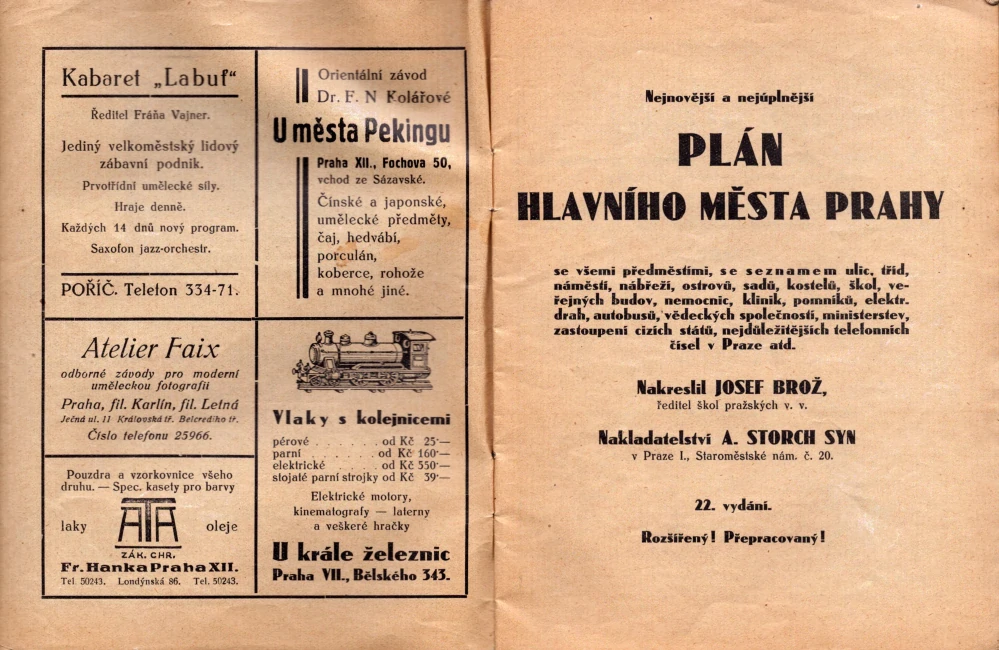 Kabaret „Labuť“
Ředitel Fráňa Vajner.
Jediný velkoměstský lidový
zábavní podnik.
Prvotřídní umělecké síly.
Hraje denně.
Každých 14 dnů nový program.
Saxofon jazz-orchestr.
POŘÍČ. Telefon 334-71.
Orientální závod
Dr. F. N Kolářové
U města Pekingu
Praha XII., Fochova 50,
vchod ze Sázavské.
Čínské a japonské,
umělecké předměty,
čaj, hedvábí,
porculán,
koberce, rohože
a mnohé jiné.
Atelier Faix
odborné závody pro moderní
uměleckou fotografii
Praha, fil. Karlín, fil. Letná
Ječná ul. 11 Královská tř. Belcrediho tř.
Číslo telefonu 25966.
Vlaky s kolejnicemi
pérové . . . . . . . od Kč 25·—
parní . . . . . . od Kč 160·—
elektrické . . . . . od Kč 550·—
stojaté parní strojky od Kč 39·—
Elektrické motory,
kinematografy — laterny
a veškeré hračky
U krále železnic
Praha VII., Bělského 343.
Pouzdra a vzorkovnice všeho
druhu. — Spec. kasety pro barvy
laky ATA oleje
ZÁK. CHR.
Fr. Hanka Praha XII.
Tel. 50243. Londýnská 86. Tel. 50243.
Nejnovější a nejúplnější
PLÁN
HLAVNÍHO MĚSTA PRAHY
se všemi předměstími, se seznamem ulic, tříd,
náměstí, nábřeží, ostrovů, sadů, kostelů, škol, ve-
řejných budov, nemocnic, klinik, pomníků, elektr.
drah, autobusů, vědeckých společností, ministerstev,
zastoupení cizích států, nejdůležitějších telefonních
čísel v Praze atd.
Nakreslil JOSEF BROŽ,
ředitel škol pražských v. v.
Nakladatelství A. STORCH SYN
v Praze I., Staroměstské nám. č. 20.
22. vydání.
Rozšířený! Přepracovaný!